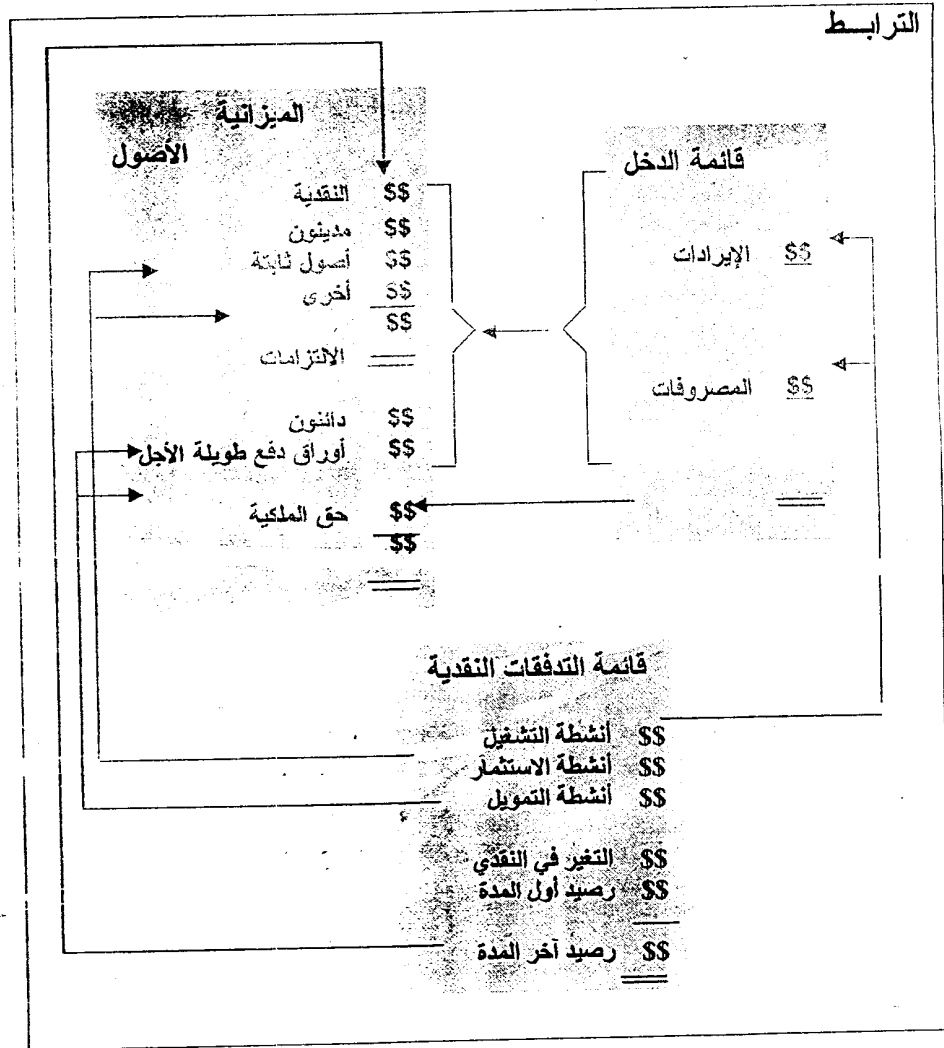 الترابـــط
الميزانية
الأصول
النقدية $$
مدينون $$
أصول ثابتة $$
أخرى $$
$$
الالتزامات
دائنون $$
أوراق دفع طويلة الأجل $$
حق الملكية $$
$$
قائمة الدخل
الإيرادات $$
المصروفات $$
قائمة التدفقات النقدية
$$ أنشطة التشغيل
$$ أنشطة الاستثمار
$$ أنشطة التمويل
$$ التغير في النقدي
$$ رصيد أول المدة
$$ رصيد آخر المدة